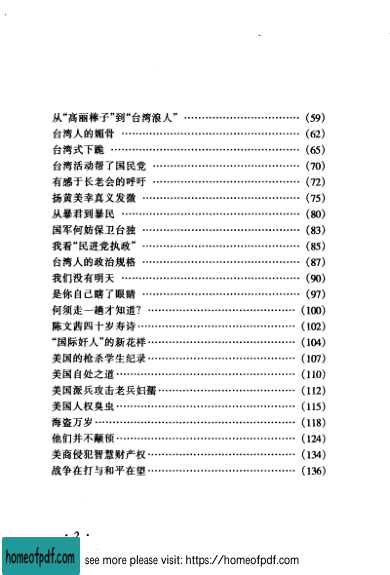 从“高丽棒子”到“台湾浪人” ……………………………… (59)
台湾人的媚骨 ……………………………………………… (62)
台湾式下跪 ………………………………………………… (65)
台湾活动帮了国民党 ……………………………………… (70)
有感于长老会的呼吁 ……………………………………… (72)
扬黄美幸真义发微 ………………………………………… (75)
从暴君到暴民 ……………………………………………… (80)
国军何妨保卫台独 ………………………………………… (83)
我看“民进党执政” ………………………………………… (85)
台湾人的政治规格 ………………………………………… (87)
我们没有明天 ……………………………………………… (90)
是你自己瞎了眼睛 ………………………………………… (97)
何须走一趟才知道? ……………………………………… (100)
陈文茜四十岁寿诗 ………………………………………… (102)
“国际奸人”的新花样 ……………………………………… (104)
美国的枪杀学生纪录 ……………………………………… (107)
美国自处之道 ……………………………………………… (110)
美国派兵攻击老兵妇孺 …………………………………… (112)
美国人权臭虫 ……………………………………………… (115)
海盗万岁 …………………………………………………… (118)
他们并不颟顸 ……………………………………………… (124)
美商侵犯智慧财产权 ……………………………………… (134)
战争在打与和平在望 ……………………………………… (136)
· 2 ·
homeofpdf.com see more please visit: https://homeofpdf.com